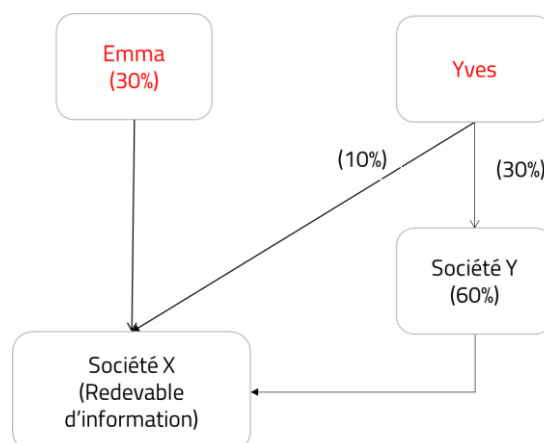 Emma
(30%)
Yves
(10%)
(30%)
Société Y
(60%)
Société X
(Redevable
d’information)